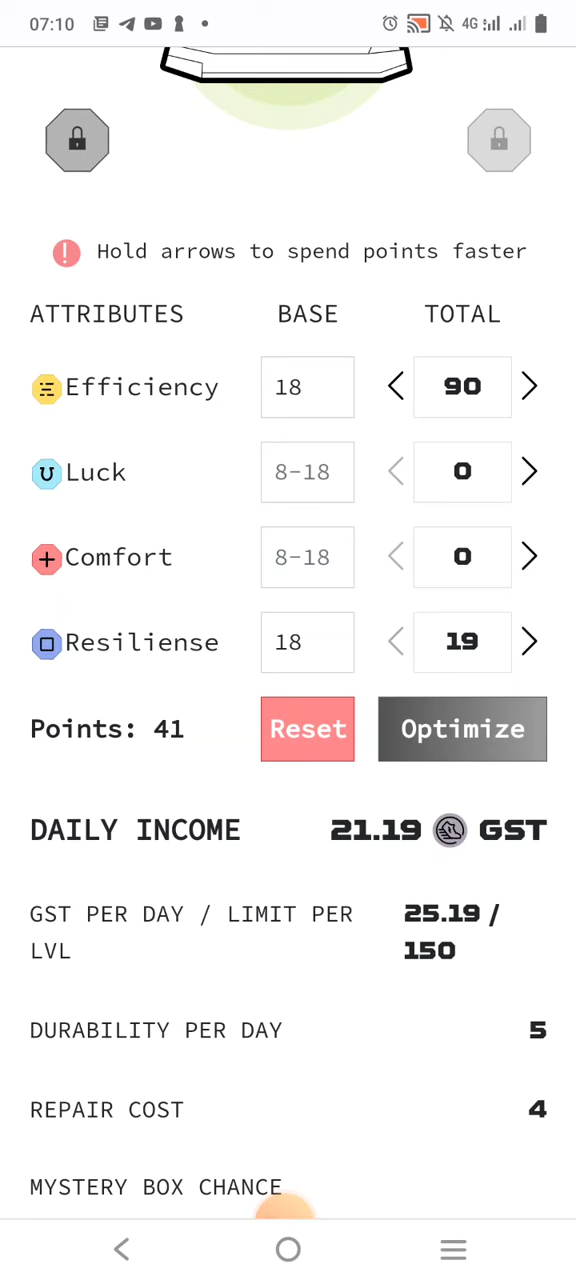 07:10 4G
Hold arrows to spend points faster
ATTRIBUTES BASE TOTAL
Efficiency 18 90
Luck 8-18 0
Comfort 8-18 0
Resiliense 18 19
Points: 41 Reset Optimize
DAILY INCOME 21.19 GST
GST PER DAY / LIMIT PER LVL 25.19 / 150
DURABILITY PER DAY 5
REPAIR COST 4
MYSTERY BOX CHANCE